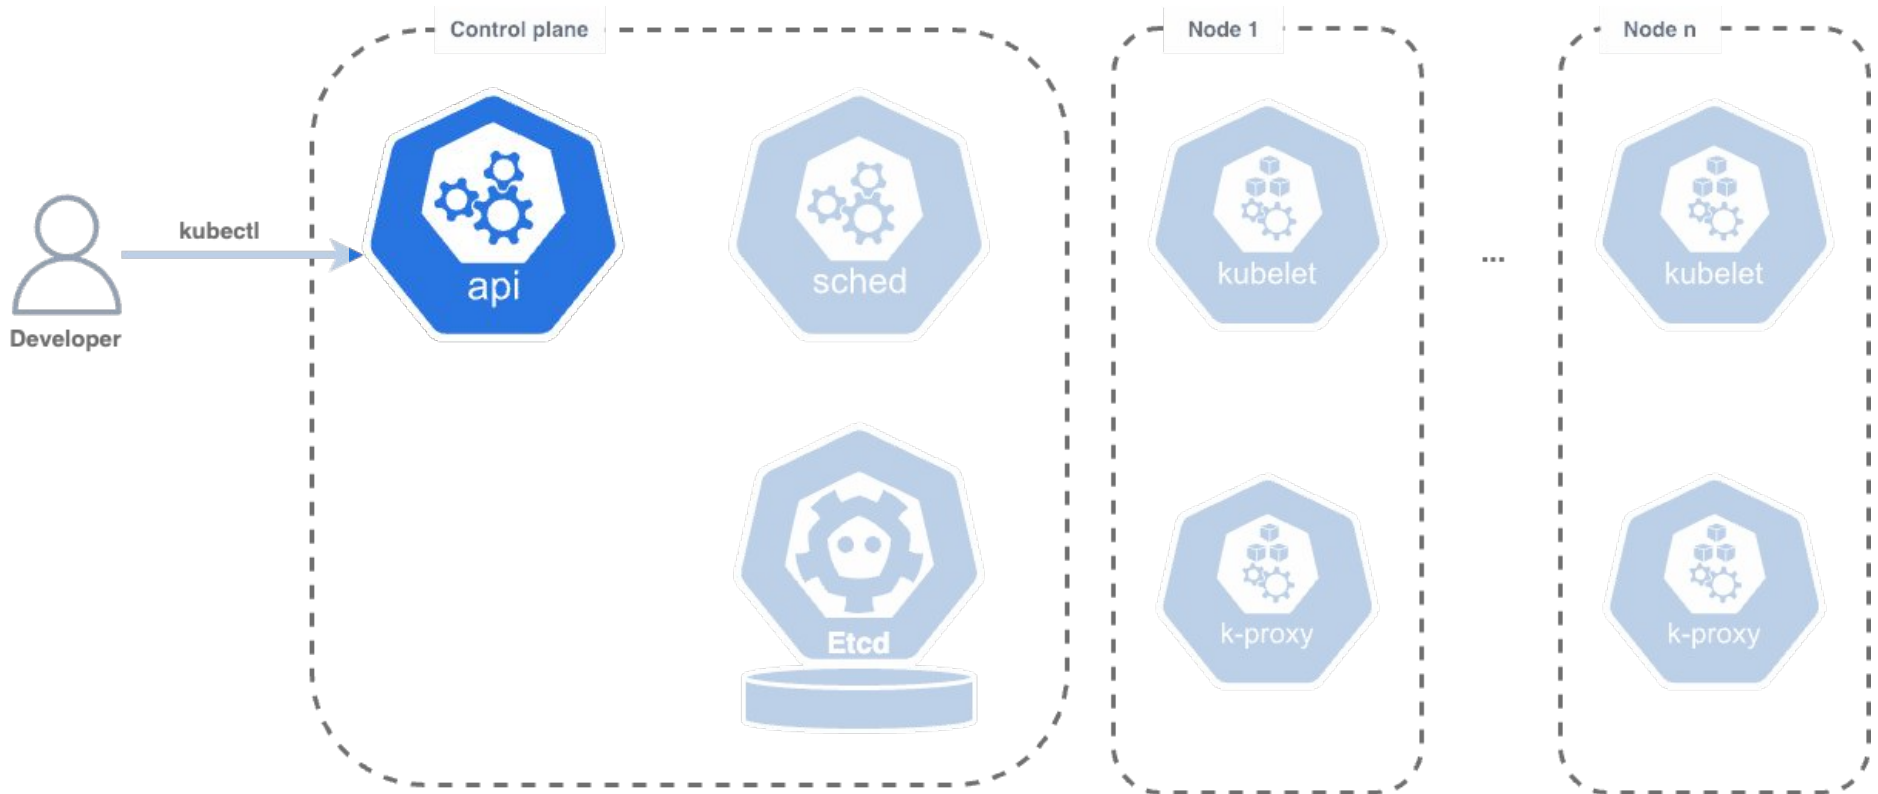 Control plane
Node 1
Node n
kubectl
Developer
api
sched
kubelet
...
kubelet
Etcd
k-proxy
k-proxy